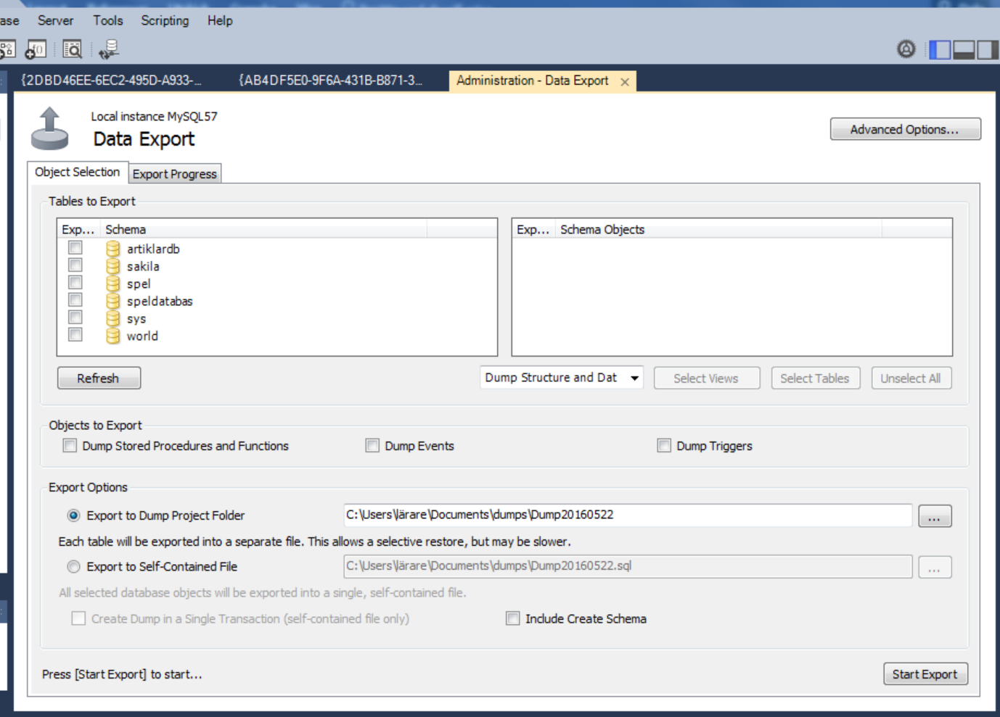 ase Server Tools Scripting Help
{2DBD46EE-6EC2-495D-A933-... {AB4DF5E0-9F6A-431B-B871-3... Administration - Data Export
Local instance MySQL57
Data Export
Advanced Options...
Object Selection Export Progress
Tables to Export
Exp... Schema
artiklardb
sakila
spel
speldatabas
sys
world
Exp... Schema Objects
Refresh Dump Structure and Dat Select Views Select Tables Unselect All
Objects to Export
Dump Stored Procedures and Functions Dump Events Dump Triggers
Export Options
Export to Dump Project Folder C:\Users\lärare\Documents\dumps\Dump20160522 ...
Each table will be exported into a separate file. This allows a selective restore, but may be slower.
Export to Self-Contained File C:\Users\lärare\Documents\dumps\Dump20160522.sql ...
All selected database objects will be exported into a single, self-contained file.
Create Dump in a Single Transaction (self-contained file only) Include Create Schema
Press [Start Export] to start... Start Export